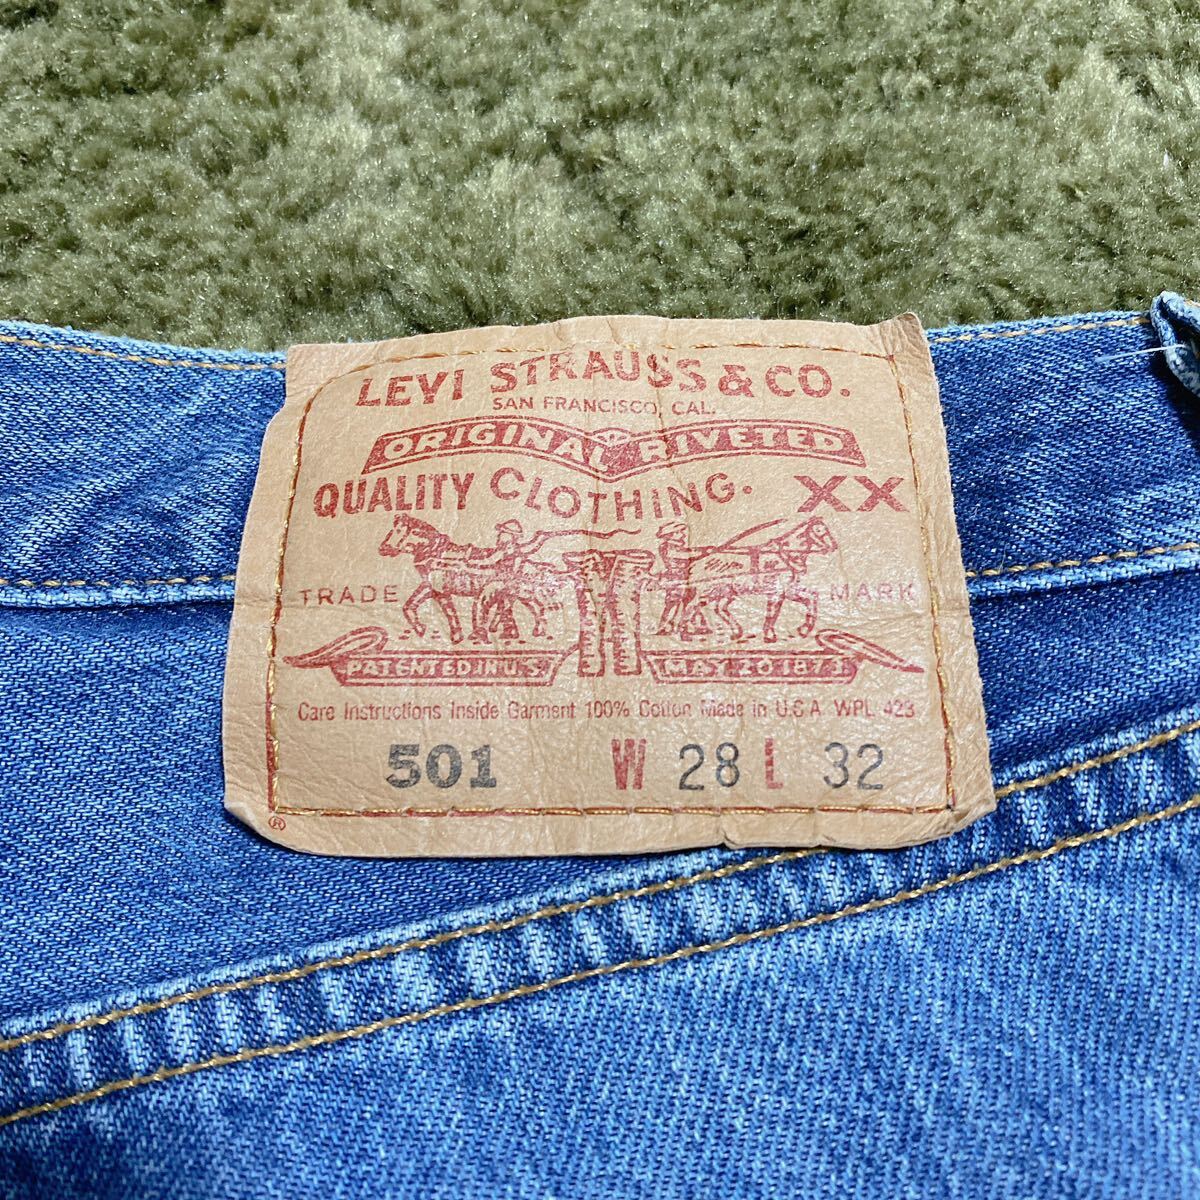 LEVI STRAUSS & CO.
SAN FRANCISCO, CAL.
ORIGINAL RIVETED
QUALITY CLOTHING. XX
TRADE MARK
PATENTED IN U.S. MAY 20 1873
Care Instructions Inside Garment 100% Cotton Made in U.S.A WPL 423
501 W 28 L 32
®